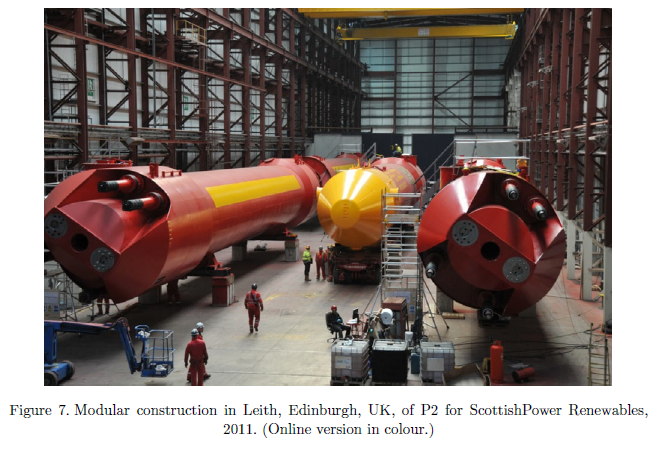 Figure 7. Modular construction in Leith, Edinburgh, UK, of P2 for ScottishPower Renewables,
2011. (Online version in colour.)